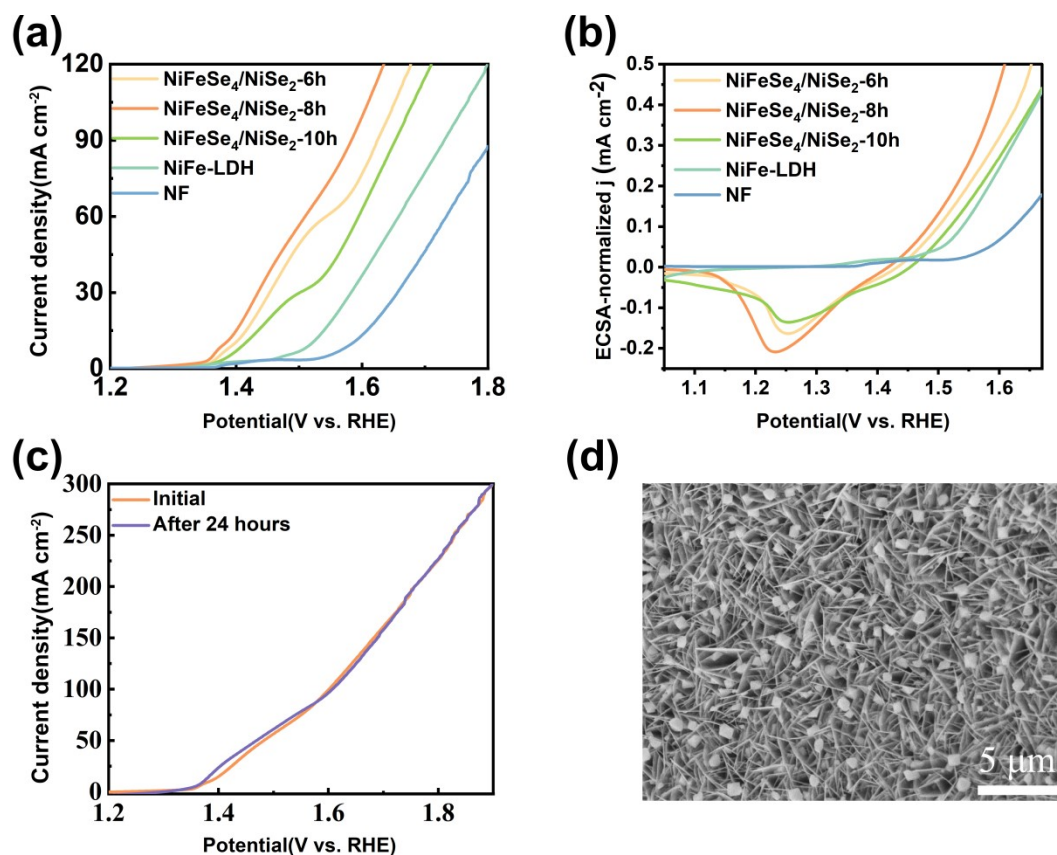 (a)
120
90
60
30
0
1.2 1.4 1.6 1.8
Current density(mA cm⁻²)
Potential(V vs. RHE)
NiFeSe₄/NiSe₂-6h
NiFeSe₄/NiSe₂-8h
NiFeSe₄/NiSe₂-10h
NiFe-LDH
NF
(b)
0.5
0.4
0.3
0.2
0.1
0.0
-0.1
-0.2
1.1 1.2 1.3 1.4 1.5 1.6
ECSA-normalized j (mA cm⁻²)
Potential(V vs. RHE)
NiFeSe₄/NiSe₂-6h
NiFeSe₄/NiSe₂-8h
NiFeSe₄/NiSe₂-10h
NiFe-LDH
NF
(c)
300
250
200
150
100
50
0
1.2 1.4 1.6 1.8
Current density(mA cm⁻²)
Potential(V vs. RHE)
Initial
After 24 hours
(d)
5 μm